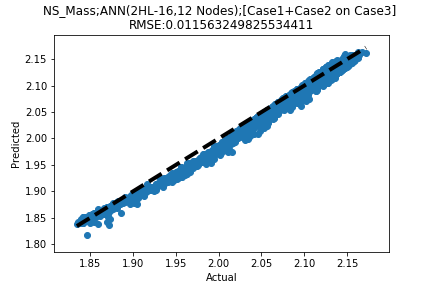 NS_Mass;ANN(2HL-16,12 Nodes);[Case1+Case2 on Case3]
RMSE:0.011563249825534411
2.15
2.10
2.05
2.00
1.95
1.90
1.85
1.80
Predicted
1.85 1.90 1.95 2.00 2.05 2.10 2.15
Actual